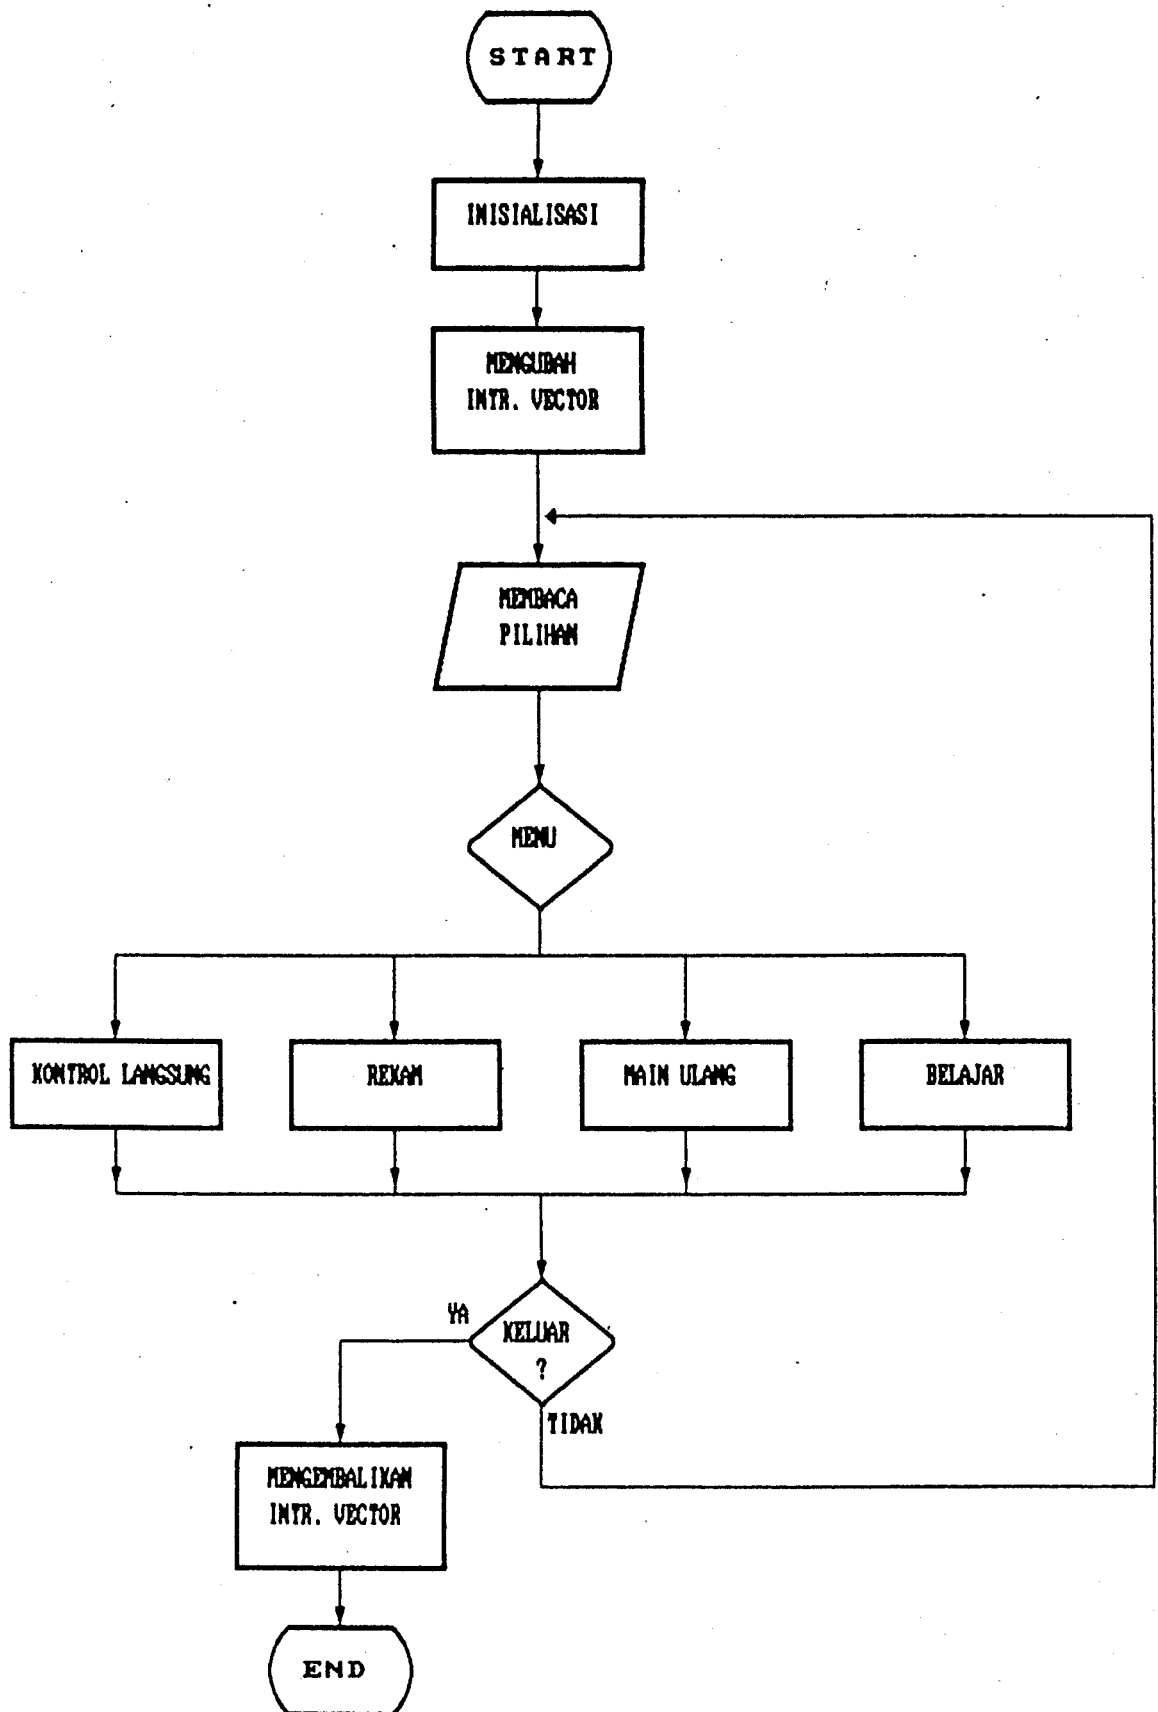 START
INISIALISASI
MENGUBAH
INTR. VECTOR
MEMBACA
PILIHAN
MENU
KONTROL LANGSUNG
REKAM
MAIN ULANG
BELAJAR
YA
KELUAR
?
TIDAK
MENGEMBALIKAN
INTR. VECTOR
END